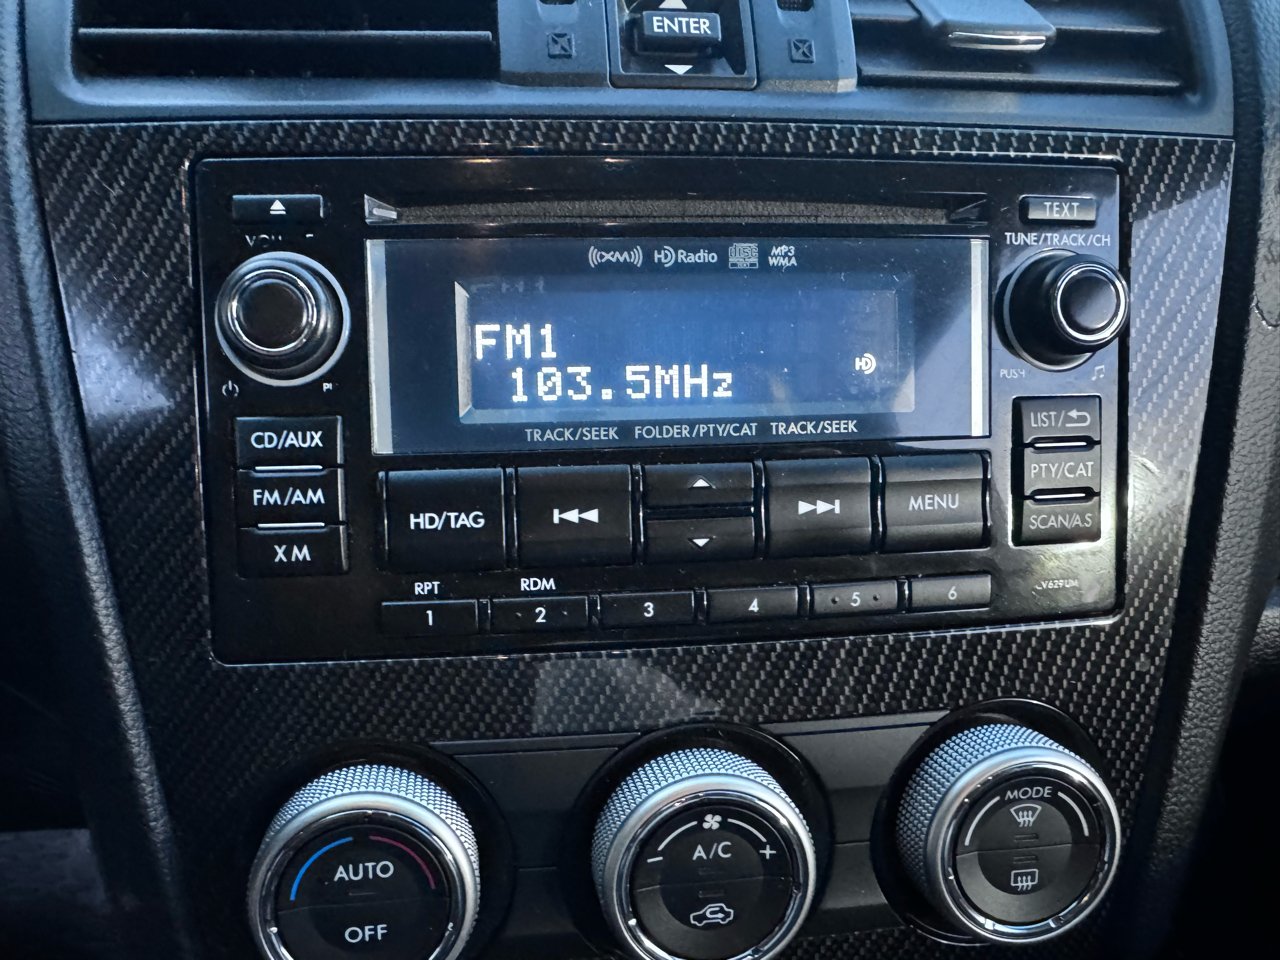 ENTER
TEXT
TUNE/TRACK/CH
((XM)) HD Radio disc MP3
WMA
FM1
103.5MHz HD
PUSH
TRACK/SEEK FOLDER/PTY/CAT TRACK/SEEK
CD/AUX
FM/AM
XM
HD/TAG
MENU
LIST/
PTY/CAT
SCAN/AS
RPT RDM
1 2 3 4 5 6
AUTO
OFF
A/C
- +
MODE